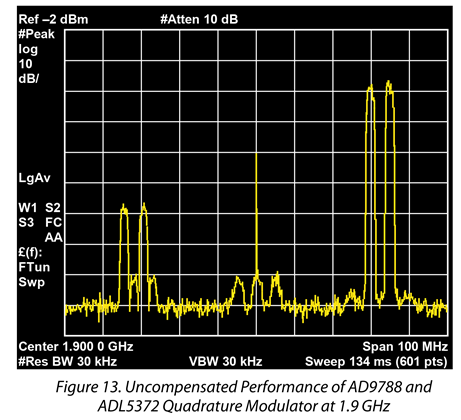 Ref –2 dBm #Atten 10 dB
#Peak
log
10
dB/
LgAv
W1 S2
S3 FC
AA
£(f):
FTun
Swp
Center 1.900 0 GHz Span 100 MHz
#Res BW 30 kHz VBW 30 kHz Sweep 134 ms (601 pts)
Figure 13. Uncompensated Performance of AD9788 and
ADL5372 Quadrature Modulator at 1.9 GHz